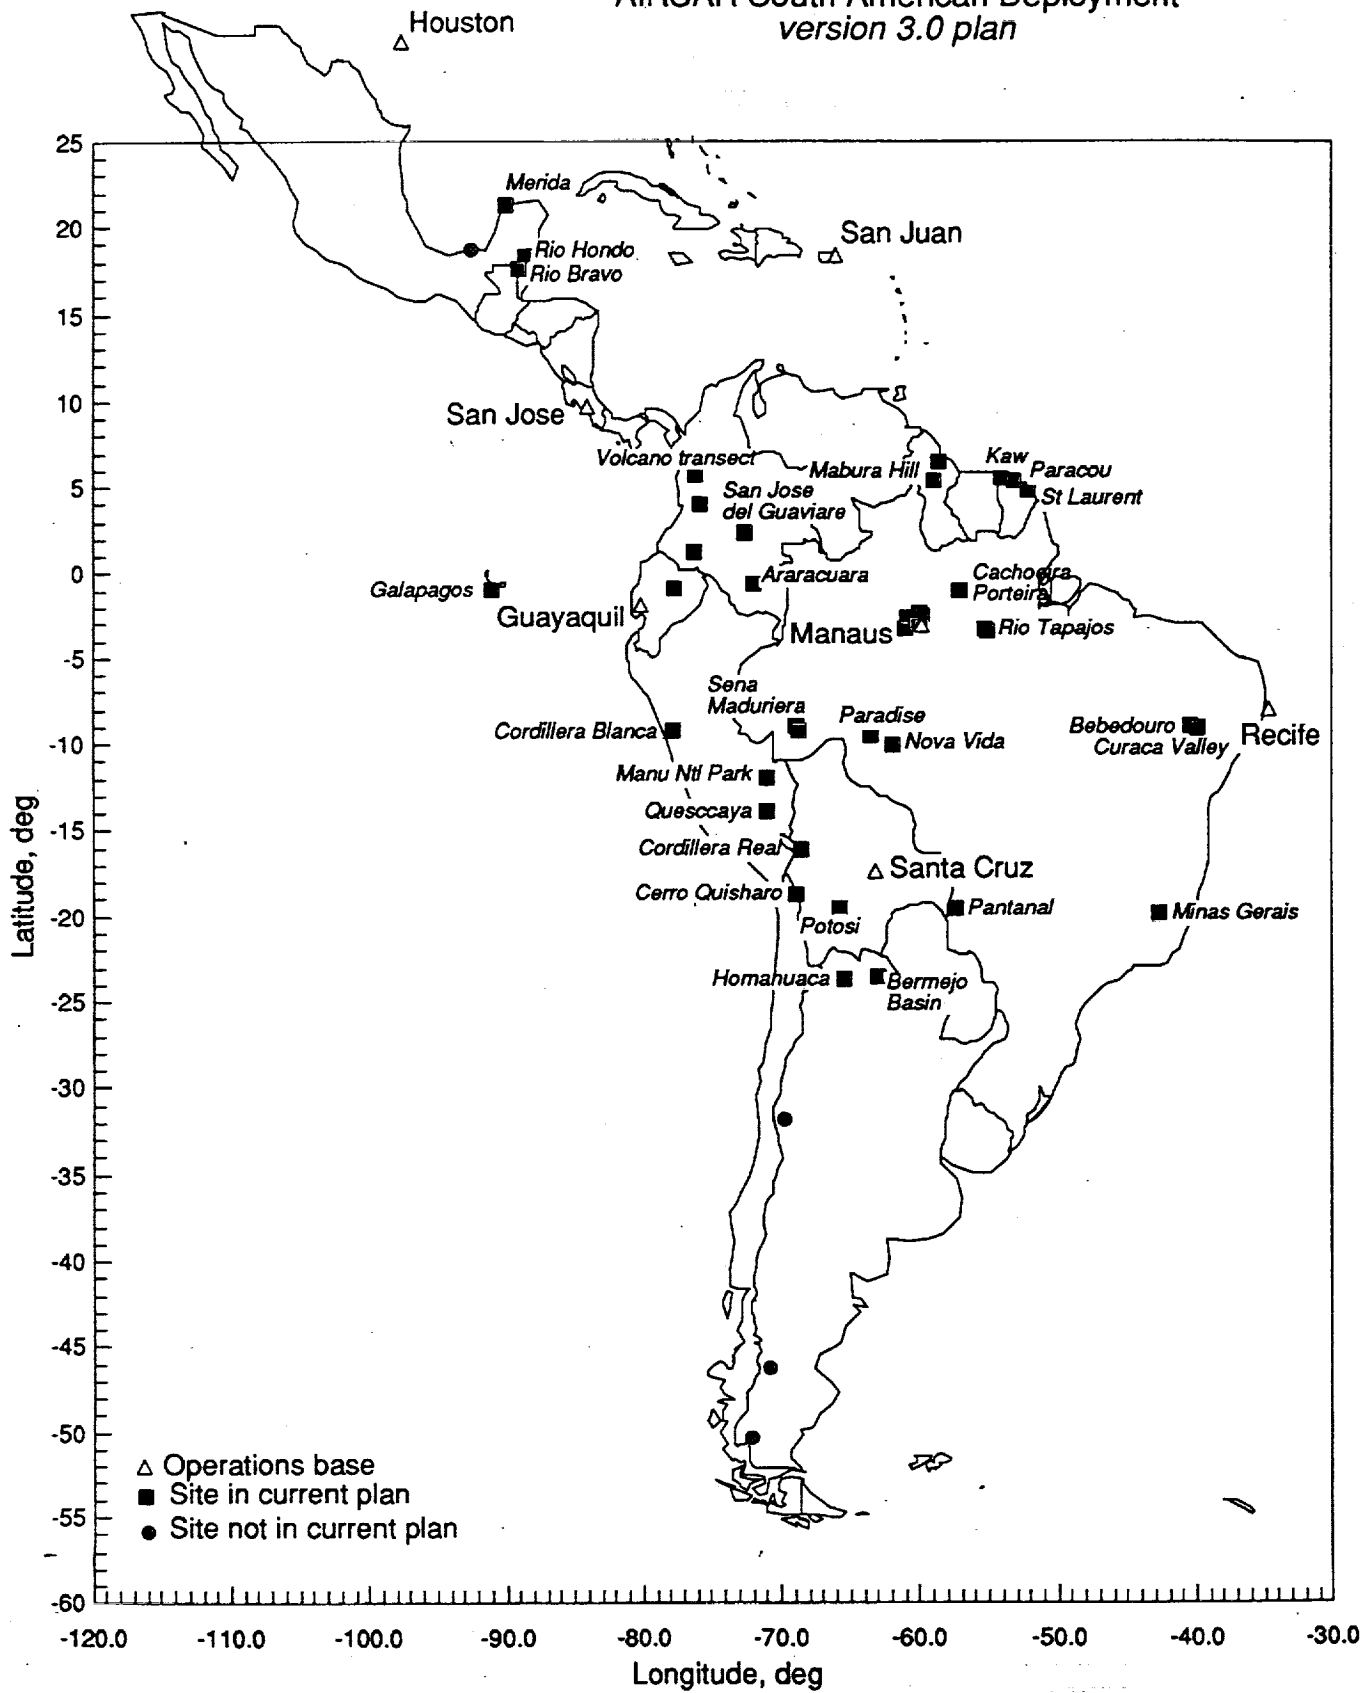 AIRSAR South American Deployment
version 3.0 plan
Houston
25
Merida
20
San Juan
Rio Hondo
Rio Bravo
15
10
San Jose
Volcano transect
Mabura Hill
Kaw
Paracou
5
San Jose
del Guaviare
St Laurent
0
Galapagos
Araracuara
Cachoeira
Porteira
Guayaquil
Manaus
Rio Tapajos
-5
Sena
Maduriera
Cordillera Blanca
Paradise
Nova Vida
Bebedouro
Curaca Valley
Recife
-10
Manu Ntl Park
Quesccaya
-15
Cordillera Real
Santa Cruz
Cerro Quisharo
Potosi
Pantanal
Minas Gerais
-20
Homahuaca
Bermejo
Basin
-25
-30
-35
-40
-45
-50
-55
-60
Latitude, deg
Operations base
Site in current plan
Site not in current plan
-120.0 -110.0 -100.0 -90.0 -80.0 -70.0 -60.0 -50.0 -40.0 -30.0
Longitude, deg